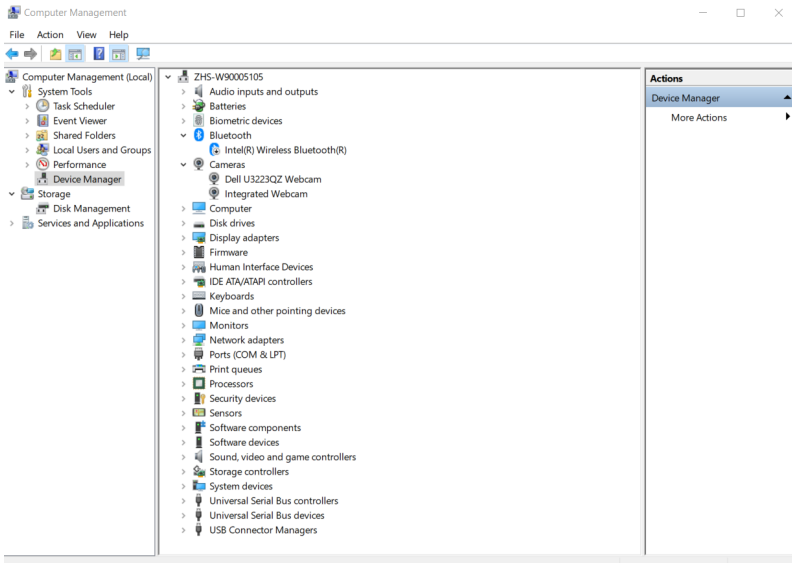 Computer Management
File Action View Help
Computer Management (Local)
System Tools
Task Scheduler
Event Viewer
Shared Folders
Local Users and Groups
Performance
Device Manager
Storage
Disk Management
Services and Applications
ZHS-W90005105
Audio inputs and outputs
Batteries
Biometric devices
Bluetooth
Intel(R) Wireless Bluetooth(R)
Cameras
Dell U3223QZ Webcam
Integrated Webcam
Computer
Disk drives
Display adapters
Firmware
Human Interface Devices
IDE ATA/ATAPI controllers
Keyboards
Mice and other pointing devices
Monitors
Network adapters
Ports (COM & LPT)
Print queues
Processors
Security devices
Sensors
Software components
Software devices
Sound, video and game controllers
Storage controllers
System devices
Universal Serial Bus controllers
Universal Serial Bus devices
USB Connector Managers
Actions
Device Manager
More Actions